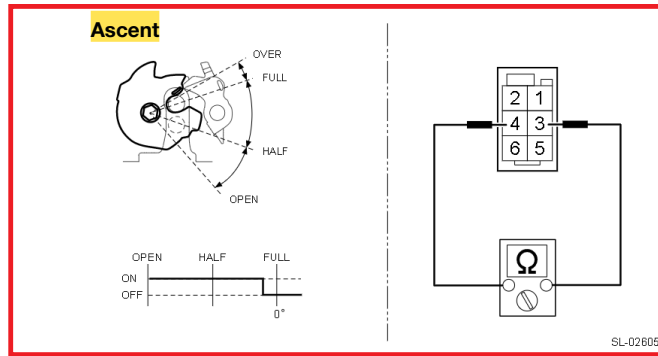 Ascent
OVER
FULL
HALF
OPEN
OPEN HALF FULL
ON
OFF
0°
2 1
4 3
6 5
Ω
SL-02605